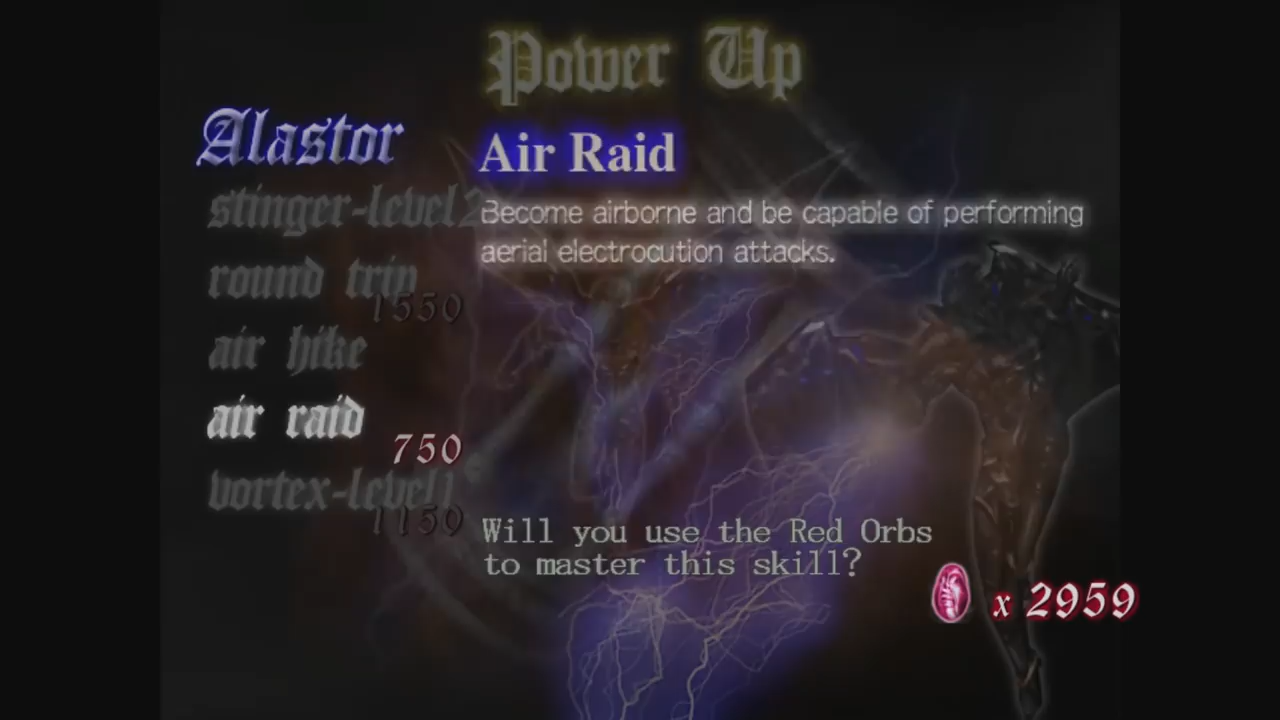 Power Up
Alastor
stinger-level2
round trip
1550
air hike
air raid
750
vortex-level1
1150
Air Raid
Become airborne and be capable of performing
aerial electrocution attacks.
Will you use the Red Orbs
to master this skill?
x 2959